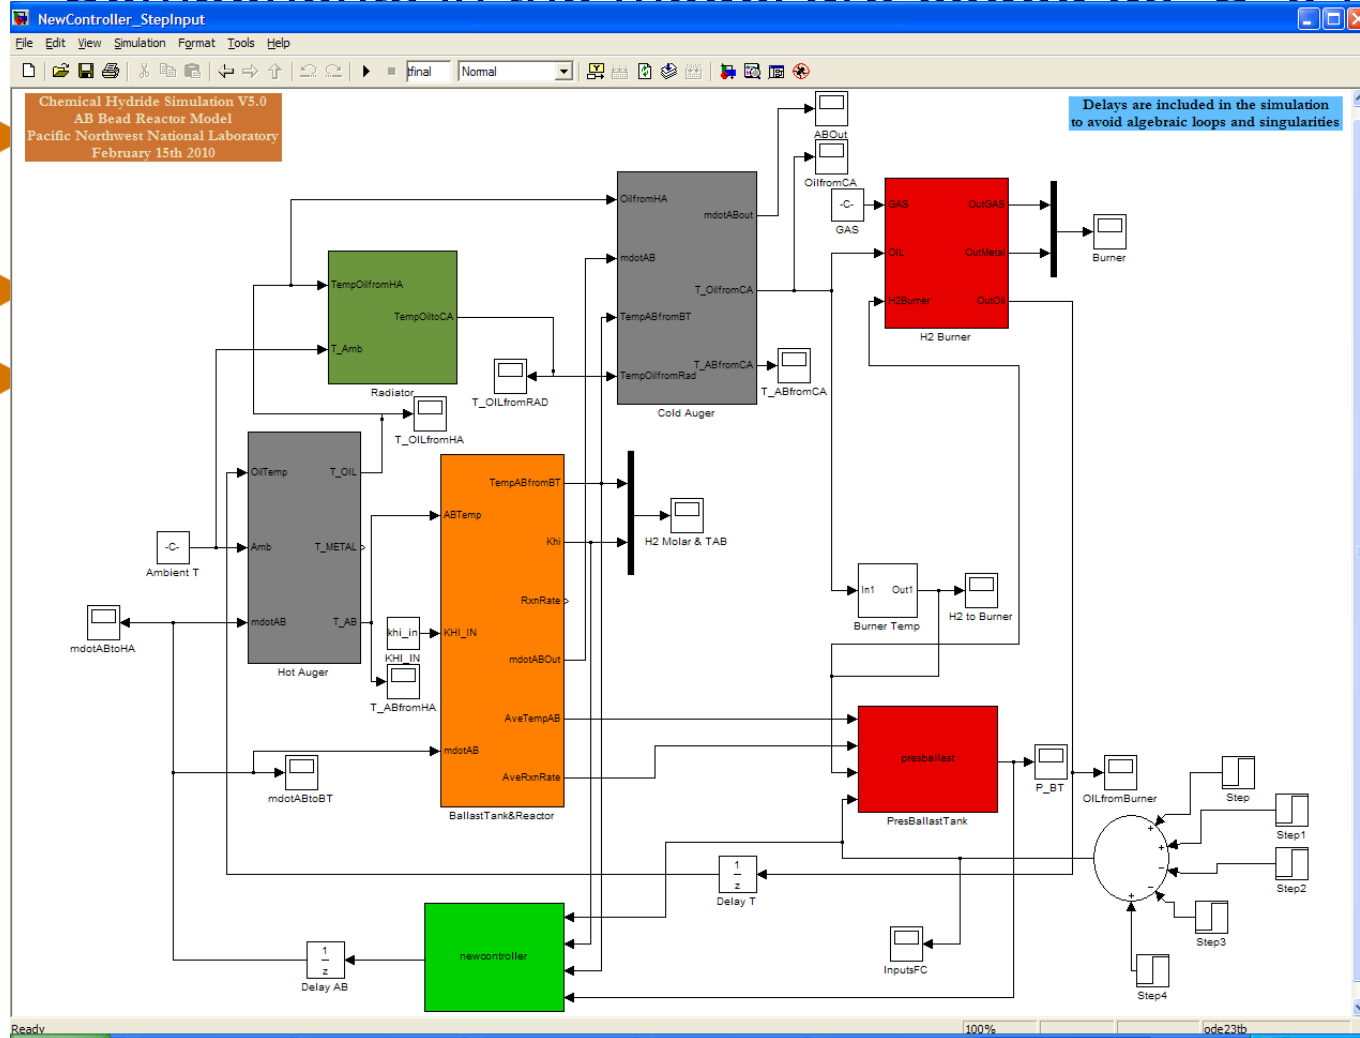 NewController_StepInput
File Edit View Simulation Format Tools Help
tfinal Normal
Chemical Hydride Simulation V5.0
AB Bead Reactor Model
Pacific Northwest National Laboratory
February 15th 2010
Delays are included in the simulation
to avoid algebraic loops and singularities
ABOut
OilfromCA
OilfromHA
mdotABout
mdotAB
T_OilfromCA
TempABfromBT
T_ABfromCA
TempOilfromRad
Cold Auger
-C-
GAS
GAS
OutGAS
OIL
OutMetal
H2Burner
OutOil
H2 Burner
Burner
TempOilfromHA
TempOiltoCA
T_Amb
Radiator
T_OILfromRAD
T_ABfromCA
T_OILfromHA
OilTemp
T_OIL
Amb
T_METAL
mdotAB
T_AB
Hot Auger
-C-
Ambient T
mdotABtoHA
TempABfromBT
ABTemp
Khi
RxnRate
KHI_IN
mdotABOut
AveTempAB
mdotAB
AveRxnRate
BallastTank&Reactor
khi_in
KHI_IN
T_ABfromHA
mdotABtoBT
H2 Molar & TAB
In1 Out1
Burner Temp
H2 to Burner
presballast
PresBallastTank
P_BT
OILfromBurner
Step
Step1
Step2
Step3
Step4
+
+
-
-
+
1
z
Delay T
InputsFC
newcontroller
1
z
Delay AB
Ready 100% ode23tb